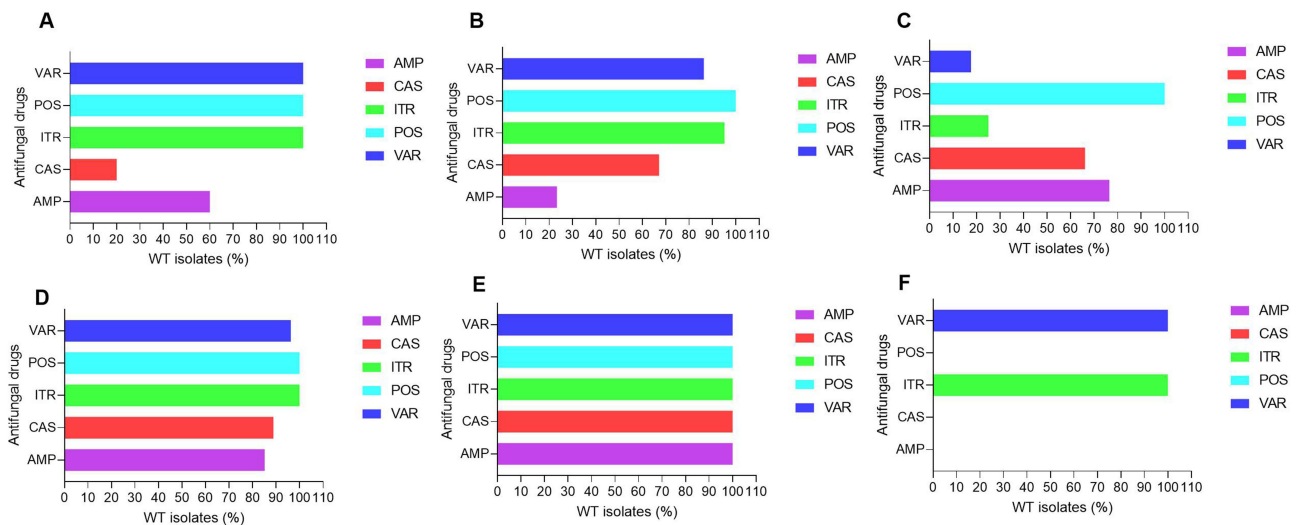 A
Antifungal drugs
VAR
POS
ITR
CAS
AMP
0 10 20 30 40 50 60 70 80 90 100 110
WT isolates (%)
AMP
CAS
ITR
POS
VAR
B
Antifungal drugs
VAR
POS
ITR
CAS
AMP
0 10 20 30 40 50 60 70 80 90 100 110
WT isolates (%)
AMP
CAS
ITR
POS
VAR
C
Antifungal drugs
VAR
POS
ITR
CAS
AMP
0 10 20 30 40 50 60 70 80 90 100 110
WT isolates (%)
AMP
CAS
ITR
POS
VAR
D
Antifungal drugs
VAR
POS
ITR
CAS
AMP
0 10 20 30 40 50 60 70 80 90 100 110
WT isolates (%)
AMP
CAS
ITR
POS
VAR
E
Antifungal drugs
VAR
POS
ITR
CAS
AMP
0 10 20 30 40 50 60 70 80 90 100 110
WT isolates (%)
AMP
CAS
ITR
POS
VAR
F
Antifungal drugs
VAR
POS
ITR
CAS
AMP
0 10 20 30 40 50 60 70 80 90 100 110
WT isolates (%)
AMP
CAS
ITR
POS
VAR